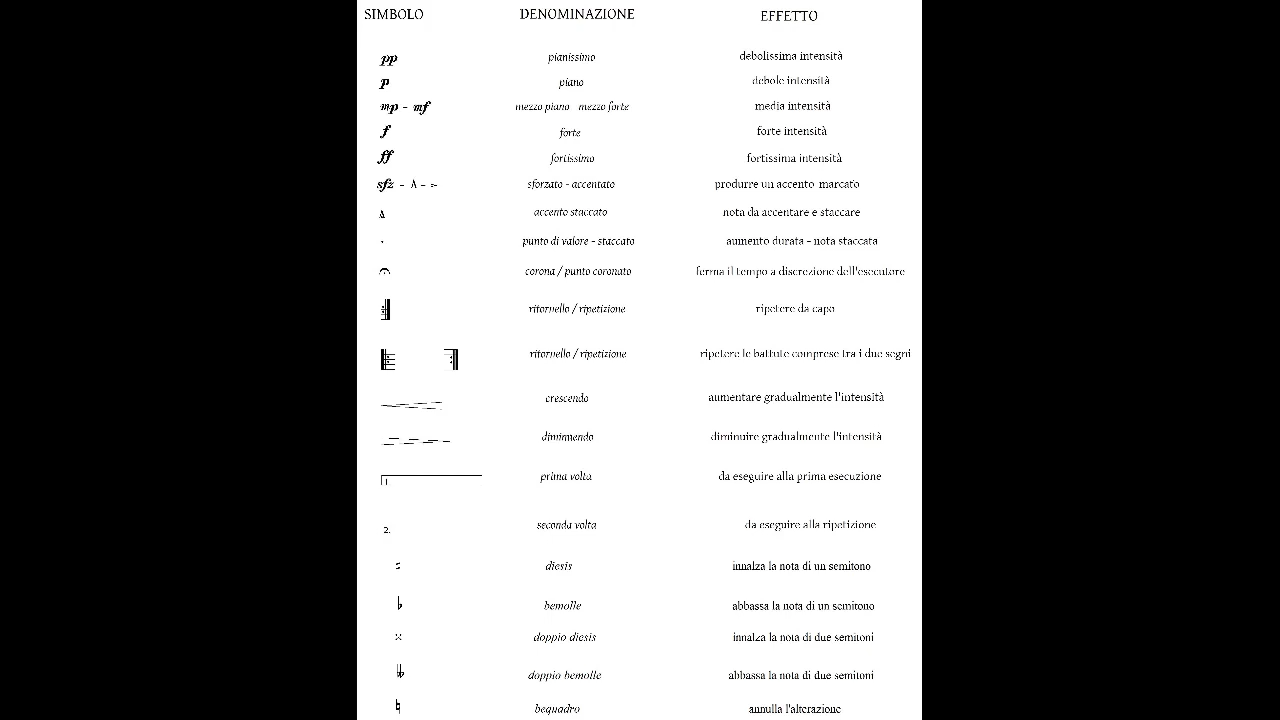 SIMBOLO DENOMINAZIONE EFFETTO
pp pianissimo debolissima intensità
p piano debole intensità
mp - mf mezzo piano mezzo forte media intensità
f forte forte intensità
ff fortissimo fortissima intensità
sfz - Λ - > sforzato - accentato produrre un accento marcato
accento staccato nota da accentare e staccare
. punto di valore - staccato aumento durata - nota staccata
corona / punto coronato ferma il tempo a discrezione dell'esecutore
ritornello / ripetizione ripetere da capo
ritornello / ripetizione ripetere le battute comprese tra i due segni
crescendo aumentare gradualmente l'intensità
diminuendo diminuire gradualmente l'intensità
prima volta da eseguire alla prima esecuzione
2. seconda volta da eseguire alla ripetizione
diesis innalza la nota di un semitono
♭ bemolle abbassa la nota di un semitono
doppio diesis innalza la nota di due semitoni
doppio bemolle abbassa la nota di due semitoni
♮ bequadro annulla l'alterazione